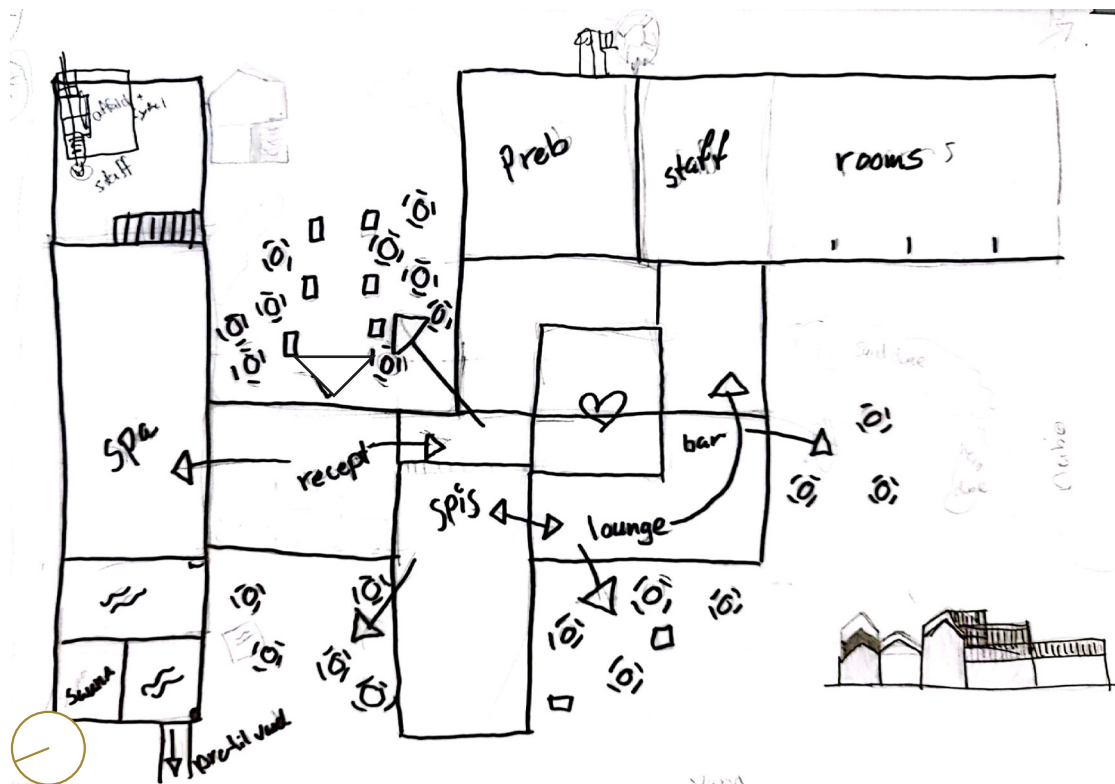 staff
Preb
staff
rooms
spa
recept
spis
bar
lounge
sauna